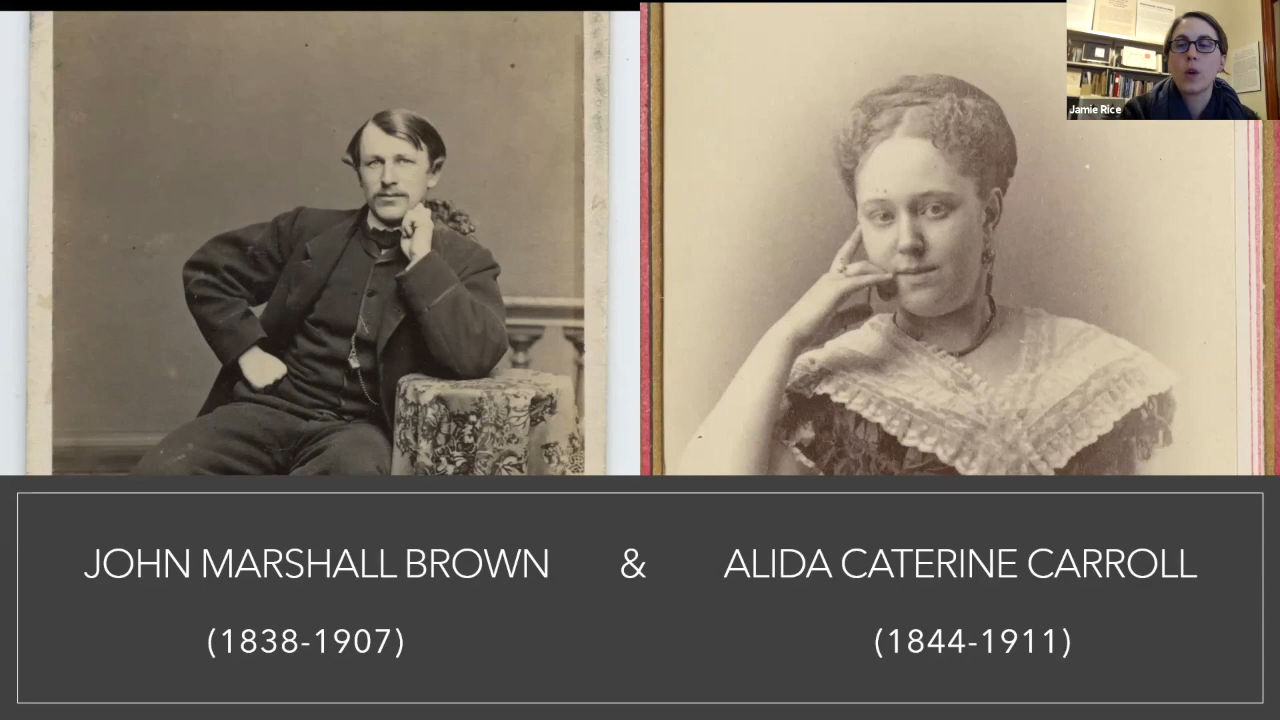 Jamie Rice
JOHN MARSHALL BROWN & ALIDA CATERINE CARROLL
(1838-1907) (1844-1911)